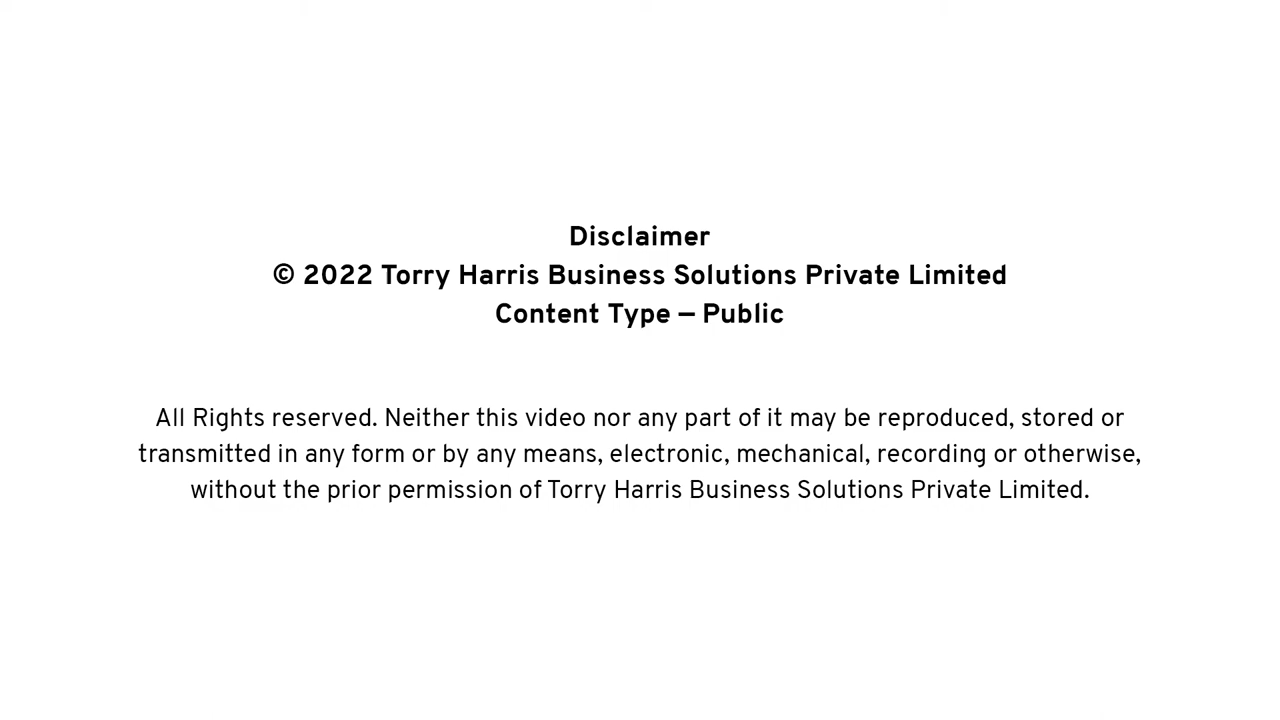 Disclaimer
© 2022 Torry Harris Business Solutions Private Limited
Content Type – Public
All Rights reserved. Neither this video nor any part of it may be reproduced, stored or
transmitted in any form or by any means, electronic, mechanical, recording or otherwise,
without the prior permission of Torry Harris Business Solutions Private Limited.